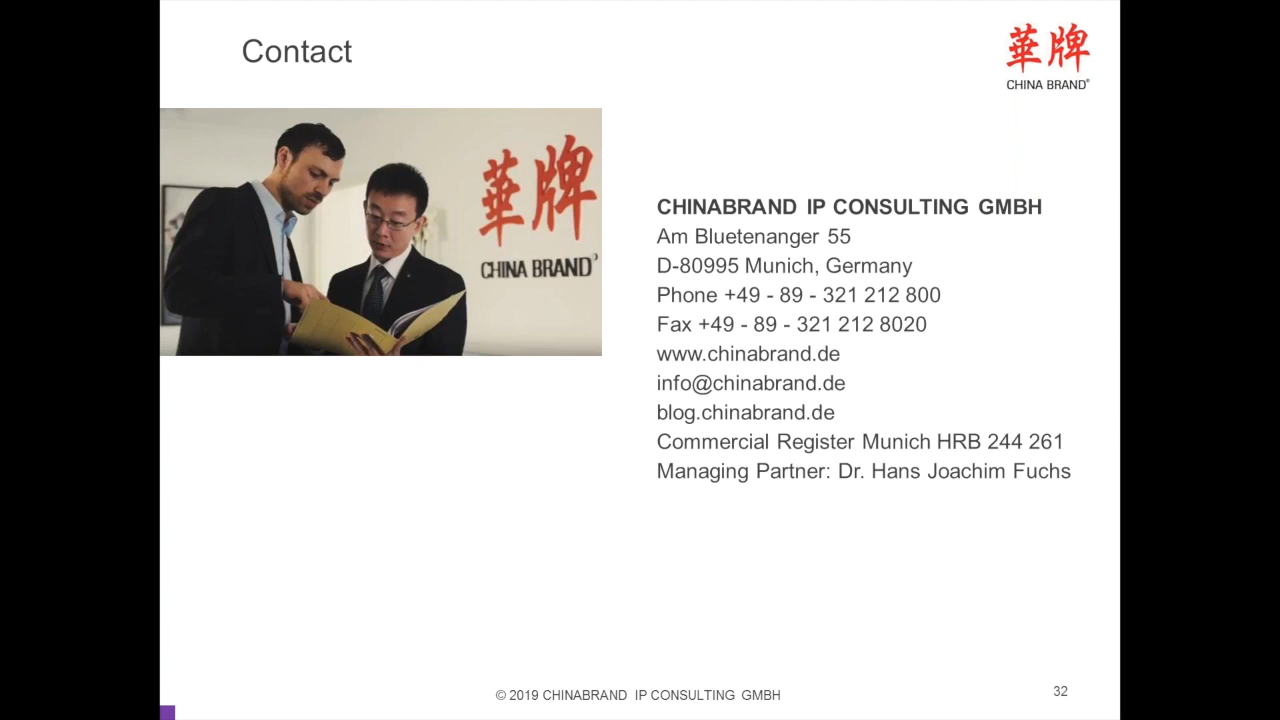 Contact
華牌
CHINA BRAND®
華牌
CHINA BRAND®
CHINABRAND IP CONSULTING GMBH
Am Bluetenanger 55
D-80995 Munich, Germany
Phone +49 - 89 - 321 212 800
Fax +49 - 89 - 321 212 8020
www.chinabrand.de
info@chinabrand.de
blog.chinabrand.de
Commercial Register Munich HRB 244 261
Managing Partner: Dr. Hans Joachim Fuchs
© 2019 CHINABRAND IP CONSULTING GMBH
32